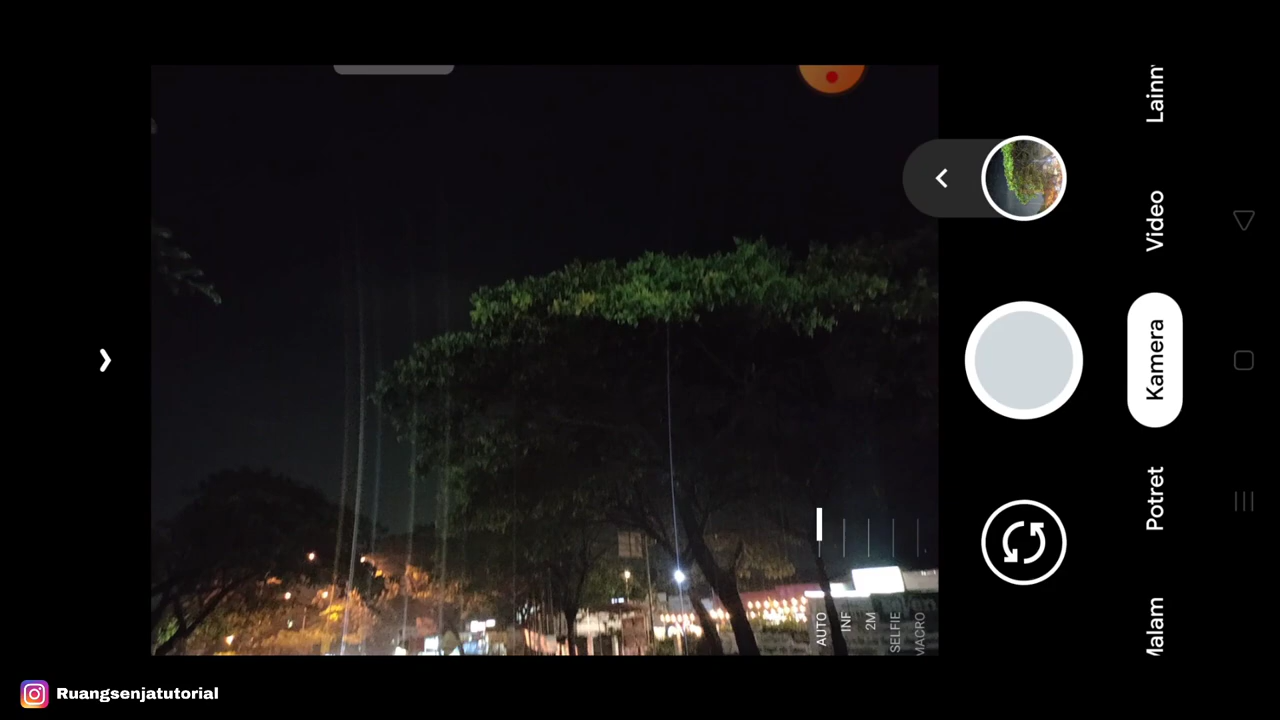 Lainn
Video
Kamera
Potret
Malam
AUTO
INF
2M
SELFIE
MACRO
Ruangsenjatutorial